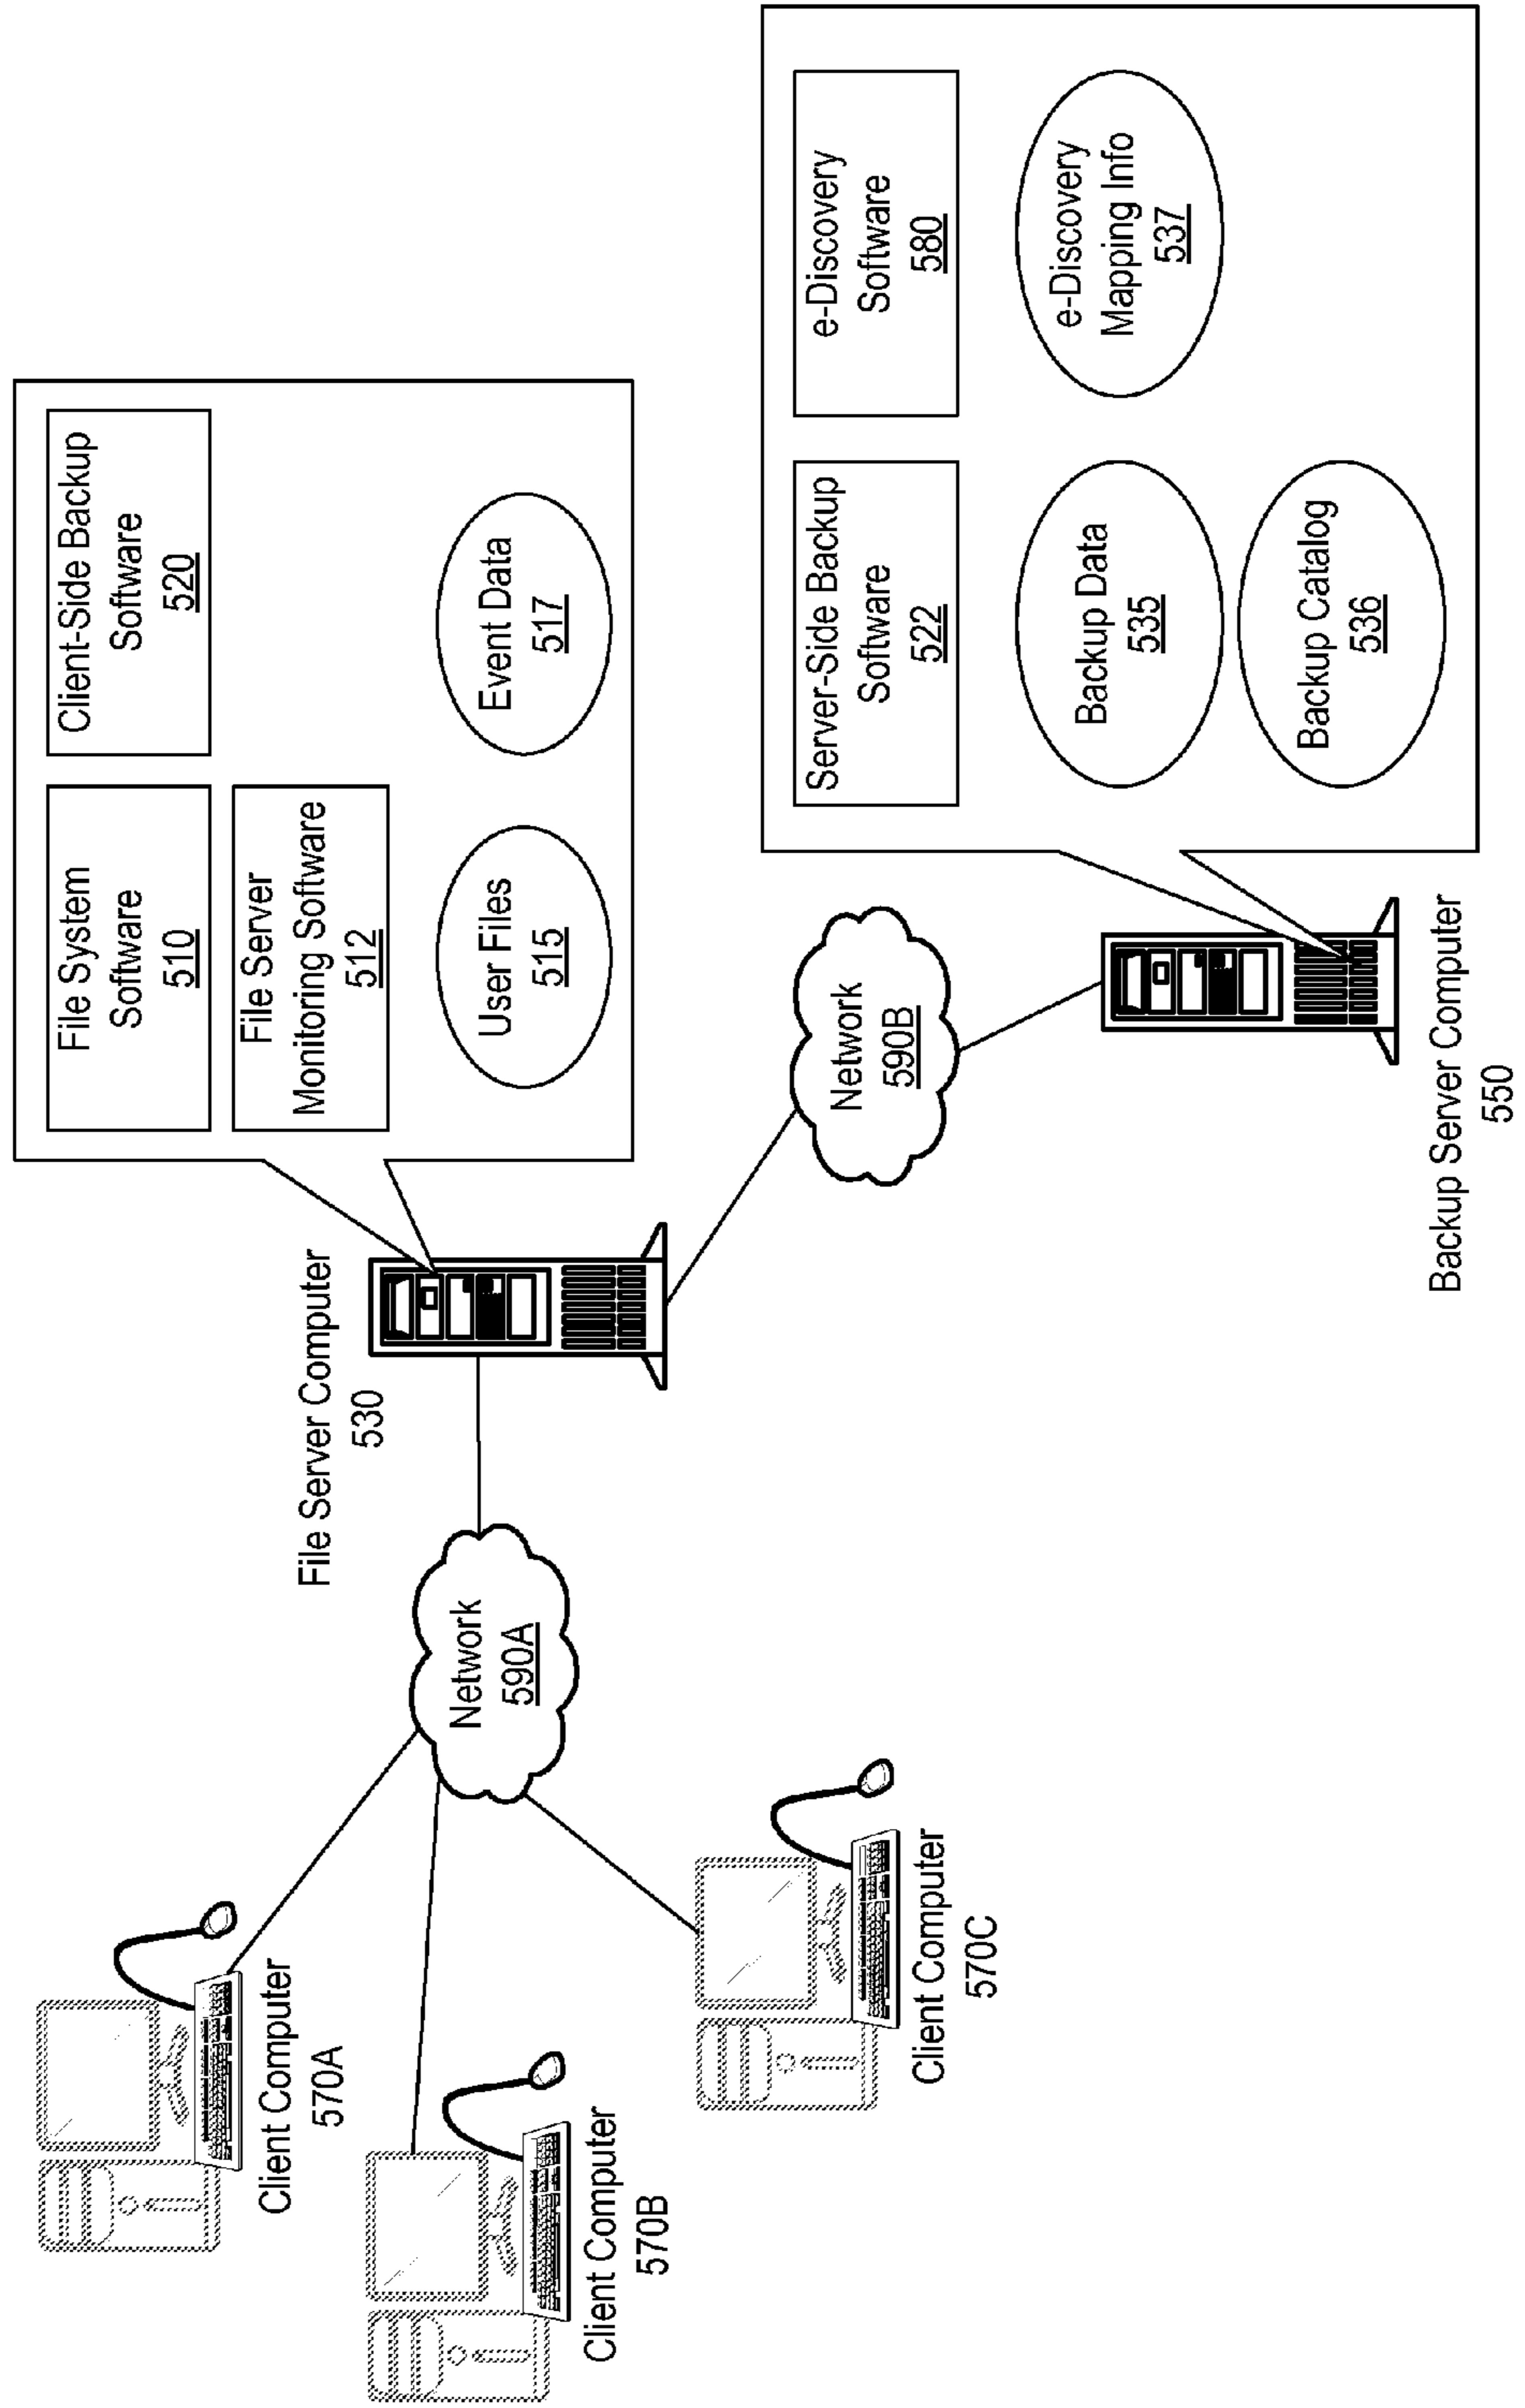 File System
Software
510
Client-Side Backup
Software
520
File Server
Monitoring Software
512
User Files
515
Event Data
517
File Server Computer
530
Client Computer
570A
Network
590A
Client Computer
570B
Client Computer
570C
Network
590B
Server-Side Backup
Software
522
e-Discovery
Software
580
Backup Data
535
e-Discovery
Mapping Info
537
Backup Catalog
536
Backup Server Computer
550